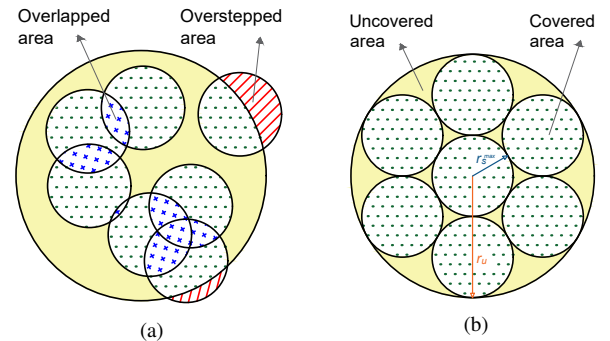 Overlapped
area
Overstepped
area
Uncovered
area
Covered
area
r_s^max
r_u
(a)
(b)